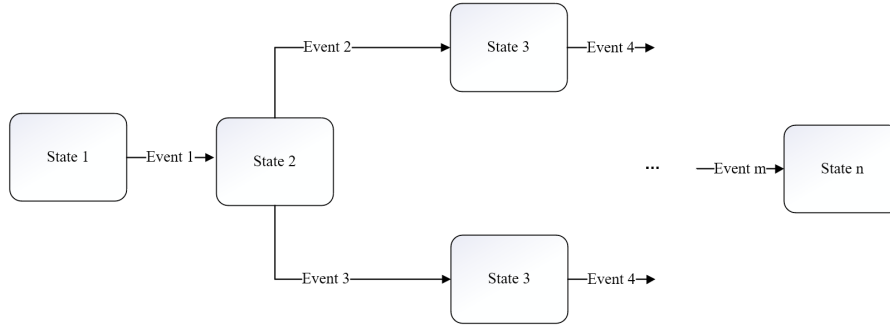 State 1
Event 1
State 2
Event 2
State 3
Event 4
Event 3
State 3
Event 4
...
Event m
State n